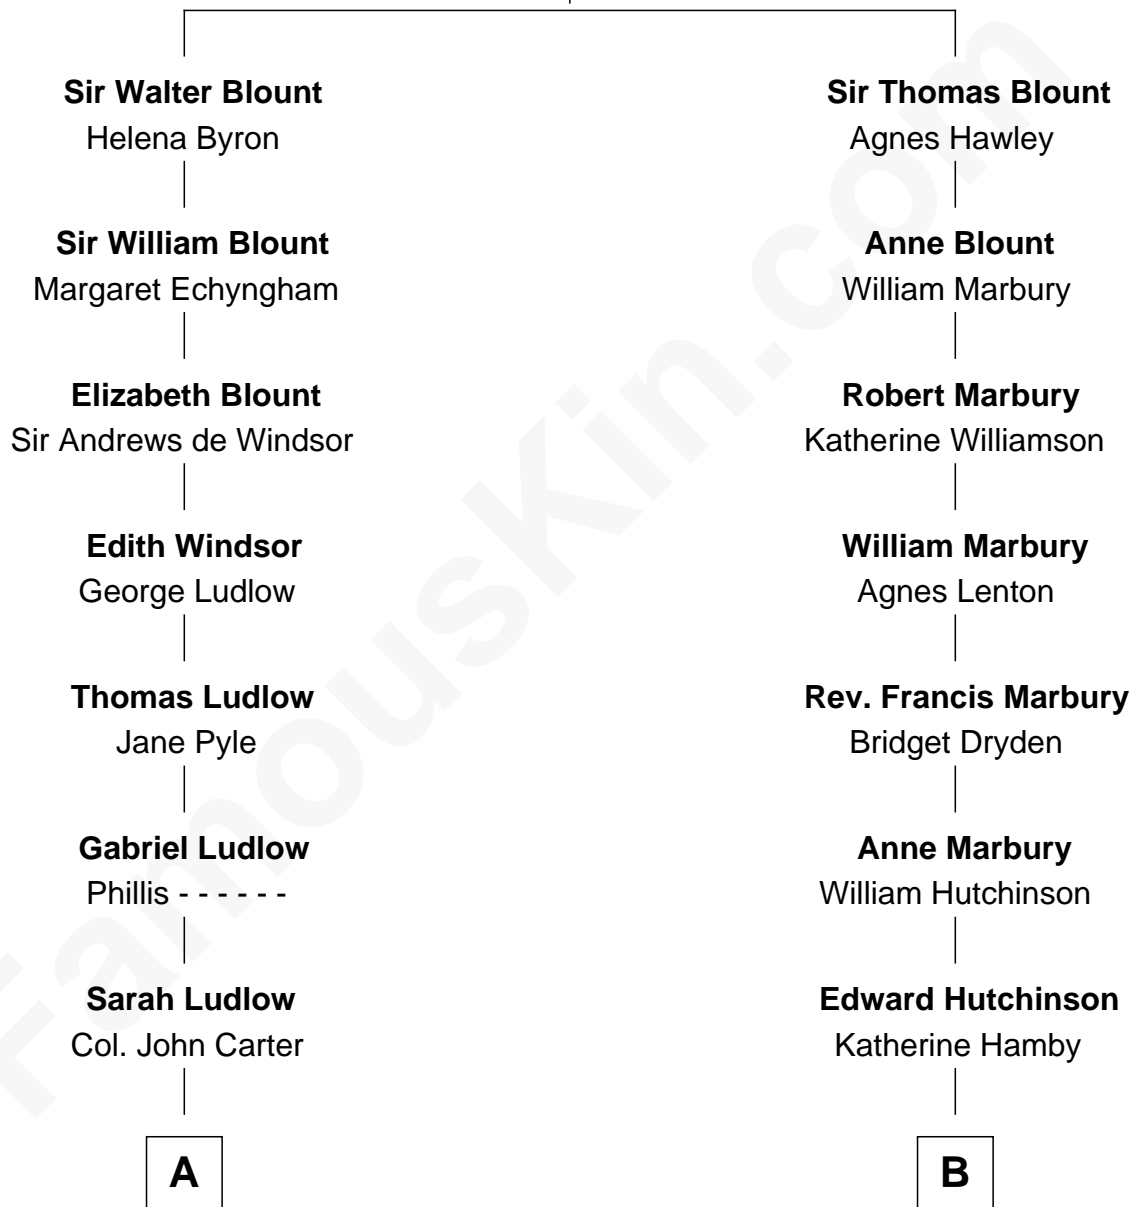 Sir Walter Blount
Helena Byron
Sir William Blount
Margaret Echyngham
Elizabeth Blount
Sir Andrews de Windsor
Edith Windsor
George Ludlow
Thomas Ludlow
Jane Pyle
Gabriel Ludlow
Phillis - - - - - -
Sarah Ludlow
Col. John Carter
A
Sir Thomas Blount
Agnes Hawley
Anne Blount
William Marbury
Robert Marbury
Katherine Williamson
William Marbury
Agnes Lenton
Rev. Francis Marbury
Bridget Dryden
Anne Marbury
William Hutchinson
Edward Hutchinson
Katherine Hamby
B
FamousKin.com